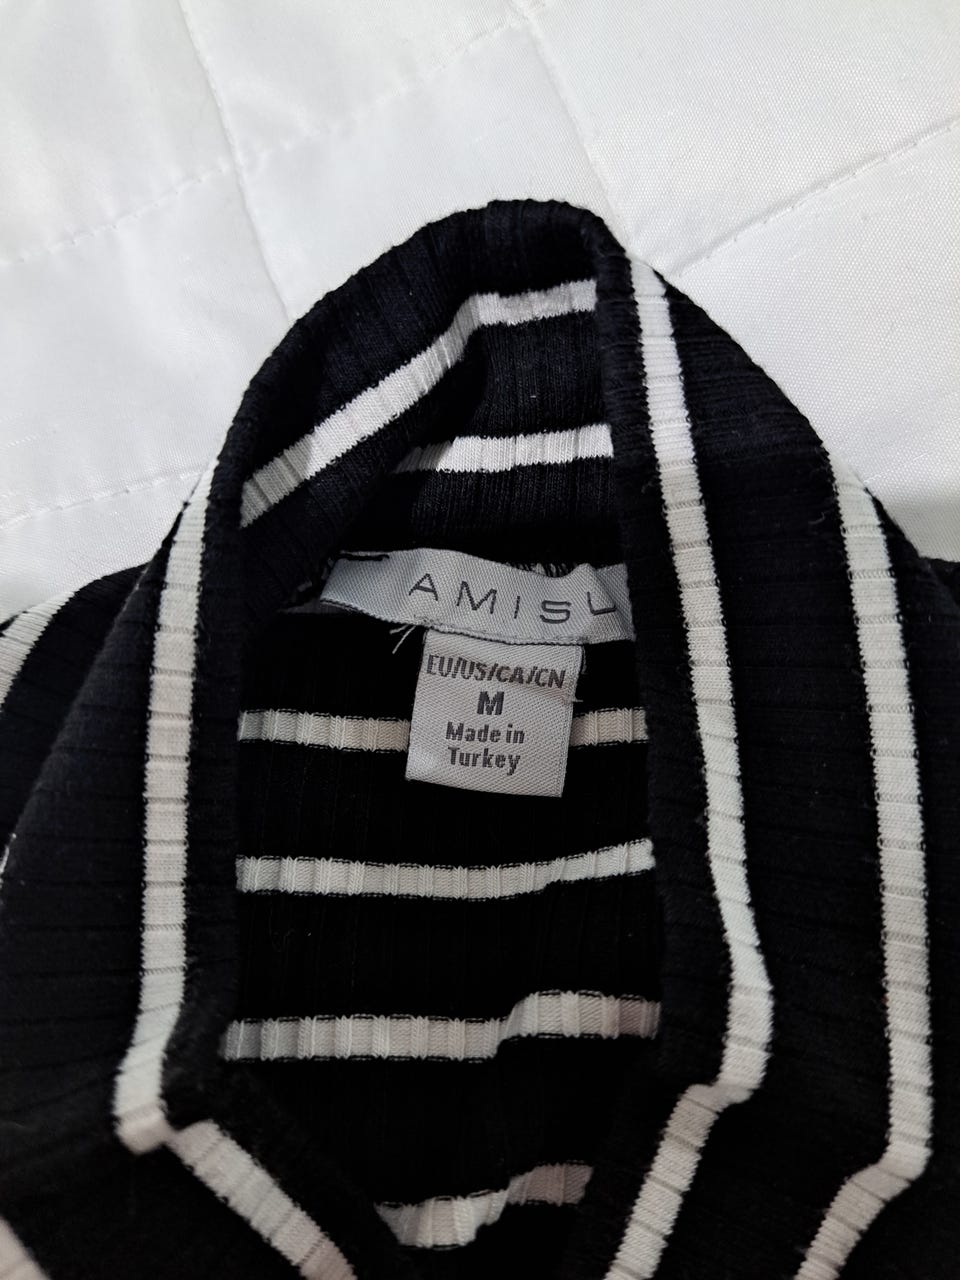 AMISU
EU/US/CA/CN
M
Made in
Turkey